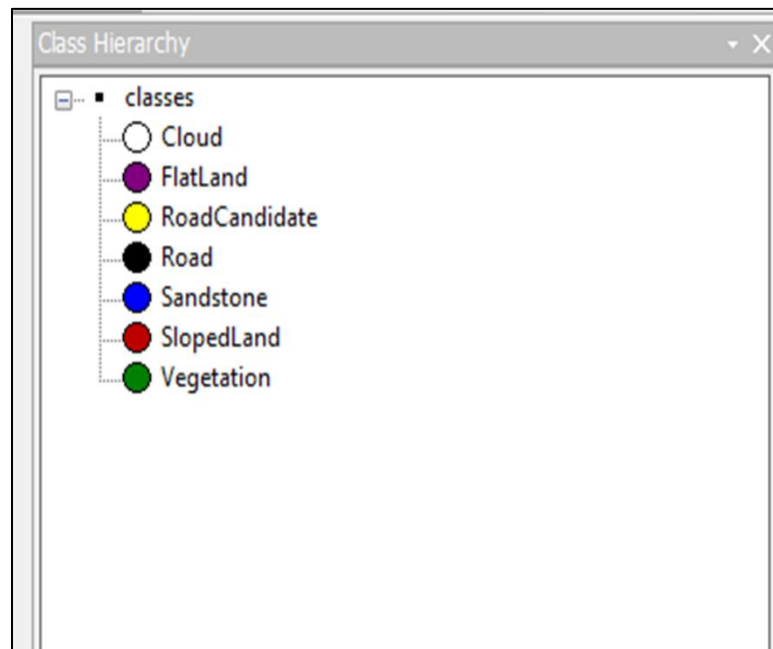 Class Hierarchy
classes
Cloud
FlatLand
RoadCandidate
Road
Sandstone
SlopedLand
Vegetation